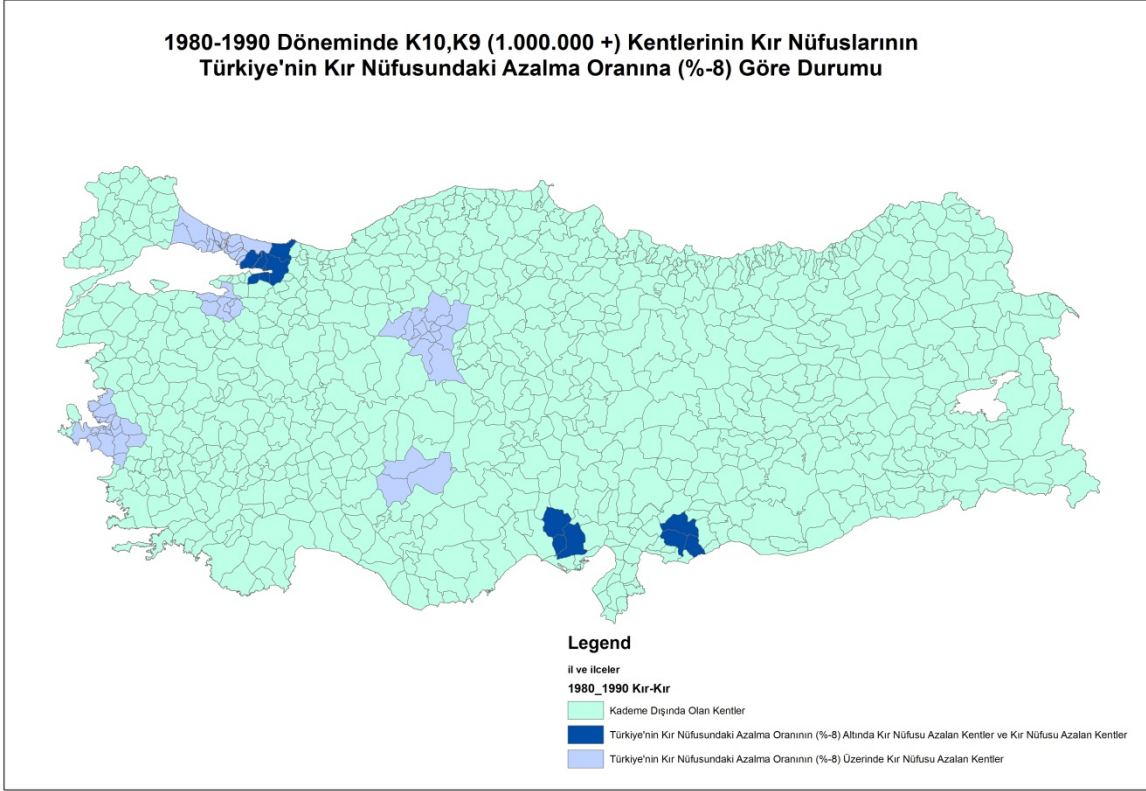 1980-1990 Döneminde K10,K9 (1.000.000 +) Kentlerinin Kır Nüfuslarının
Türkiye'nin Kır Nüfusundaki Azalma Oranına (%-8) Göre Durumu
Legend
il ve ilceler
1980_1990 Kır-Kır
Kademe Dışında Olan Kentler
Türkiye'nin Kır Nüfusundaki Azalma Oranının (%-8) Altında Kır Nüfusu Azalan Kentler ve Kır Nüfusu Azalan Kentler
Türkiye'nin Kır Nüfusundaki Azalma Oranının (%-8) Üzerinde Kır Nüfusu Azalan Kentler